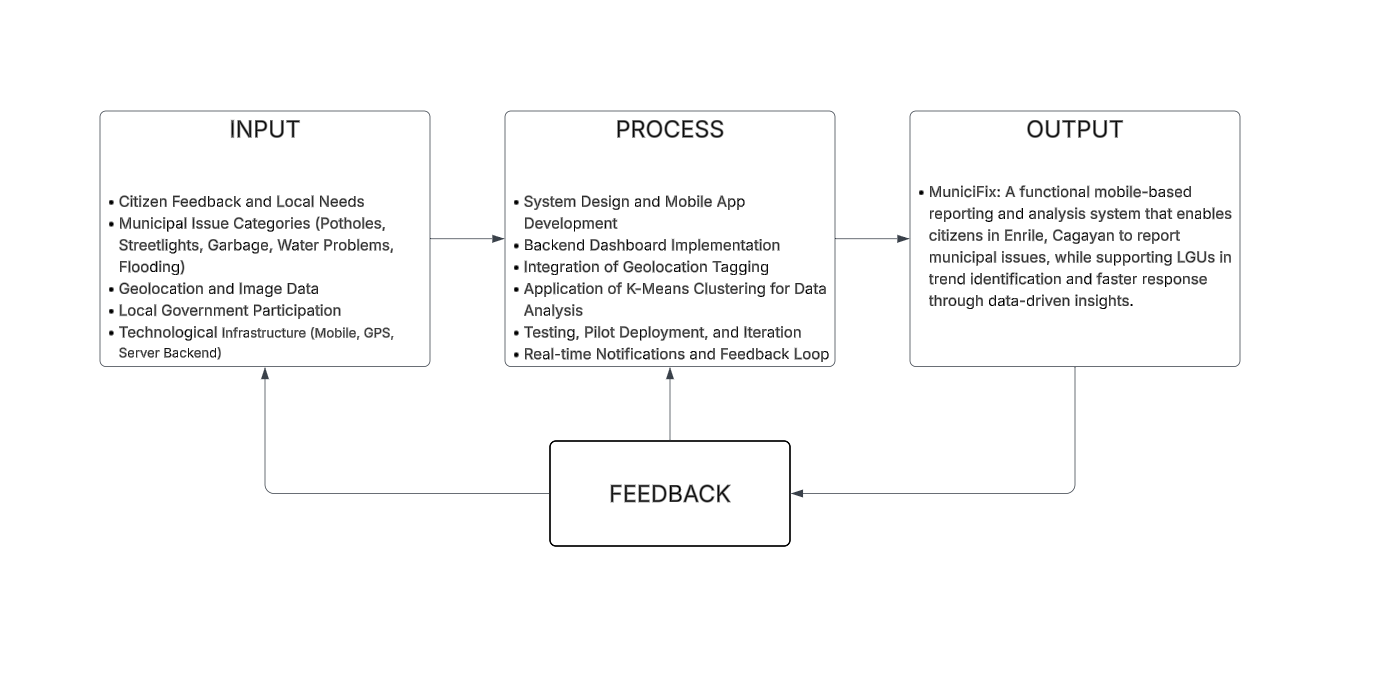 INPUT
• Citizen Feedback and Local Needs
• Municipal Issue Categories (Potholes,
Streetlights, Garbage, Water Problems,
Flooding)
• Geolocation and Image Data
• Local Government Participation
• Technological Infrastructure (Mobile, GPS,
Server Backend)
PROCESS
• System Design and Mobile App
Development
• Backend Dashboard Implementation
• Integration of Geolocation Tagging
• Application of K-Means Clustering for Data
Analysis
• Testing, Pilot Deployment, and Iteration
• Real-time Notifications and Feedback Loop
OUTPUT
• MuniciFix: A functional mobile-based
reporting and analysis system that enables
citizens in Enrile, Cagayan to report
municipal issues, while supporting LGUs in
trend identification and faster response
through data-driven insights.
FEEDBACK